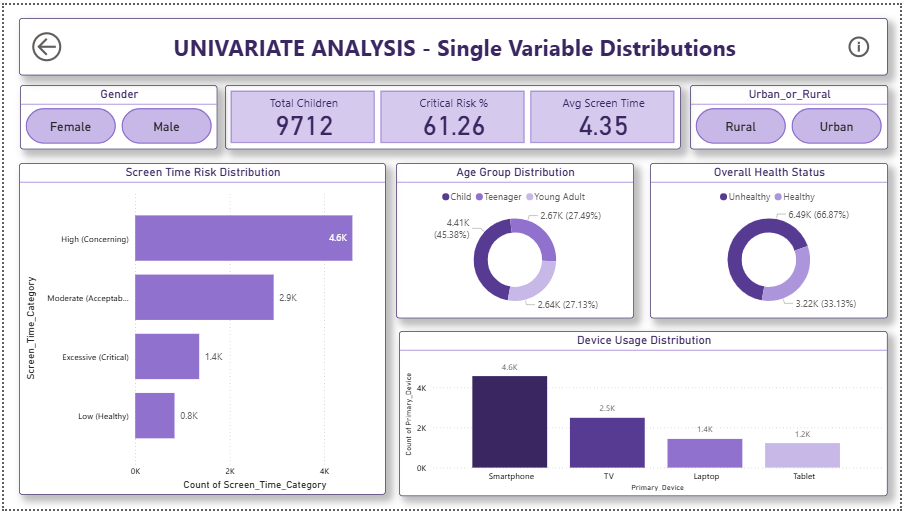 UNIVARIATE ANALYSIS - Single Variable Distributions
Gender
Female
Male
Total Children
9712
Critical Risk %
61.26
Avg Screen Time
4.35
Urban_or_Rural
Rural
Urban
Screen Time Risk Distribution
Screen_Time_Category
High (Concerning)
4.6K
Moderate (Acceptab...
2.9K
Excessive (Critical)
1.4K
Low (Healthy)
0.8K
0K
2K
4K
Count of Screen_Time_Category
Age Group Distribution
Child
Teenager
Young Adult
4.41K
(45.38%)
2.67K (27.49%)
2.64K (27.13%)
Overall Health Status
Unhealthy
Healthy
6.49K (66.87%)
3.22K (33.13%)
Device Usage Distribution
Count of Primary_Device
4K
2K
0K
4.6K
2.5K
1.4K
1.2K
Smartphone
TV
Laptop
Tablet
Primary_Device